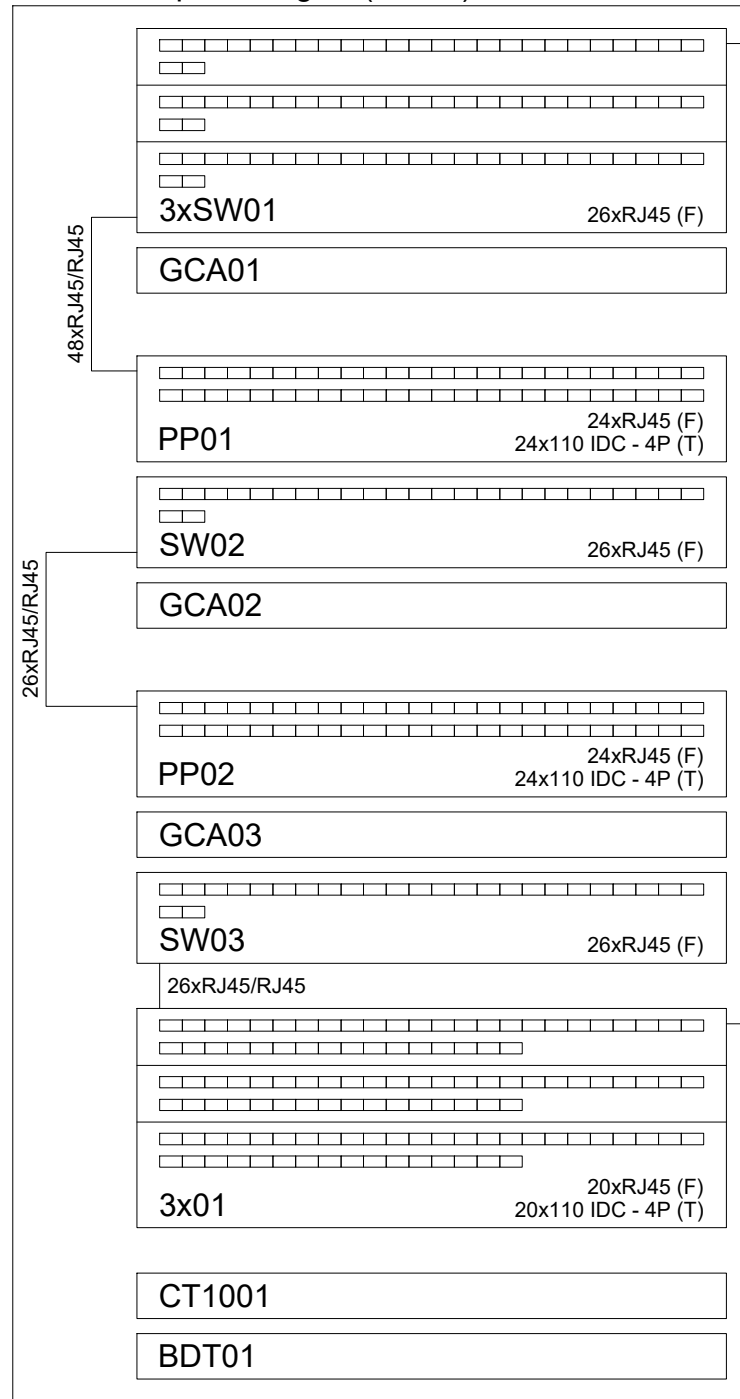 3xSW01
26xRJ45 (F)
GCA01
48xRJ45/RJ45
PP01
24xRJ45 (F)
24x110 IDC - 4P (T)
SW02
26xRJ45 (F)
GCA02
26xRJ45/RJ45
PP02
24xRJ45 (F)
24x110 IDC - 4P (T)
GCA03
SW03
26xRJ45 (F)
26xRJ45/RJ45
3x01
20xRJ45 (F)
20x110 IDC - 4P (T)
CT1001
BDT01